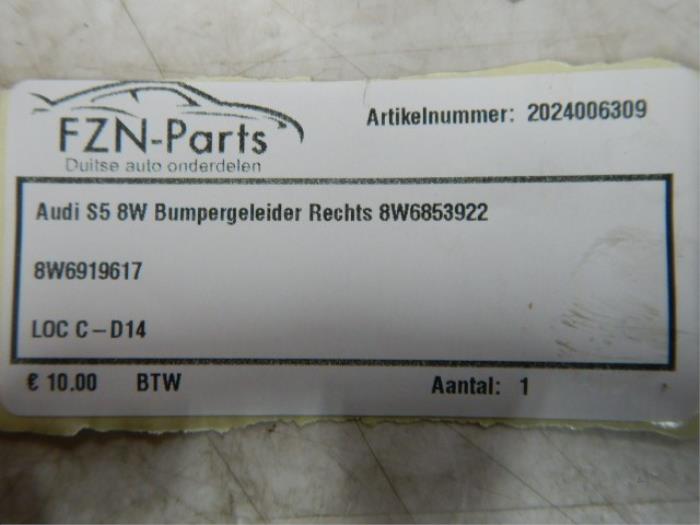 FZN-Parts
Duitse auto onderdelen
Artikelnummer: 2024006309
Audi S5 8W Bumpergeleider Rechts 8W6853922
8W6919617
LOC C-D14
€ 10.00 BTW Aantal: 1